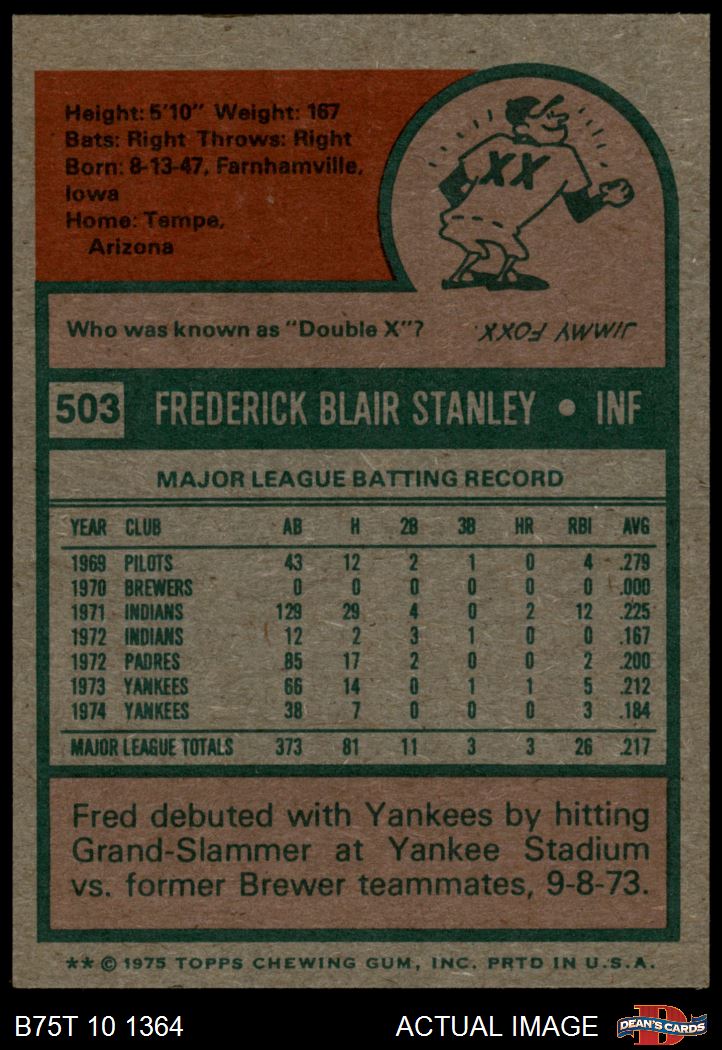 Height: 5'10" Weight: 167
Bats: Right Throws: Right
Born: 8-13-47, Farnhamville,
Iowa
Home: Tempe,
Arizona
XX
Who was known as "Double X"?
JIMMY FOXX.
503 FREDERICK BLAIR STANLEY • INF
MAJOR LEAGUE BATTING RECORD
YEAR CLUB AB H 2B 3B HR RBI AVG
1969 PILOTS 43 12 2 1 0 4 .279
1970 BREWERS 0 0 0 0 0 0 .000
1971 INDIANS 129 29 4 0 2 12 .225
1972 INDIANS 12 2 3 1 0 0 .167
1972 PADRES 85 17 2 0 0 2 .200
1973 YANKEES 66 14 0 1 1 5 .212
1974 YANKEES 38 7 0 0 0 3 .184
MAJOR LEAGUE TOTALS 373 81 11 3 3 26 .217
Fred debuted with Yankees by hitting
Grand-Slammer at Yankee Stadium
vs. former Brewer teammates, 9-8-73.
** © 1975 TOPPS CHEWING GUM, INC. PRTD IN U.S.A.
B75T 10 1364 ACTUAL IMAGE
D
DEAN'S CARDS